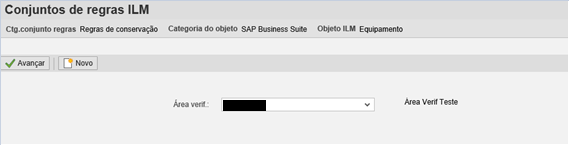 Conjuntos de regras ILM
Ctg.conjunto regras Regras de conservação Categoria do objeto SAP Business Suite Objeto ILM Equipamento
Avançar Novo
Área verif.: Área Verif Teste